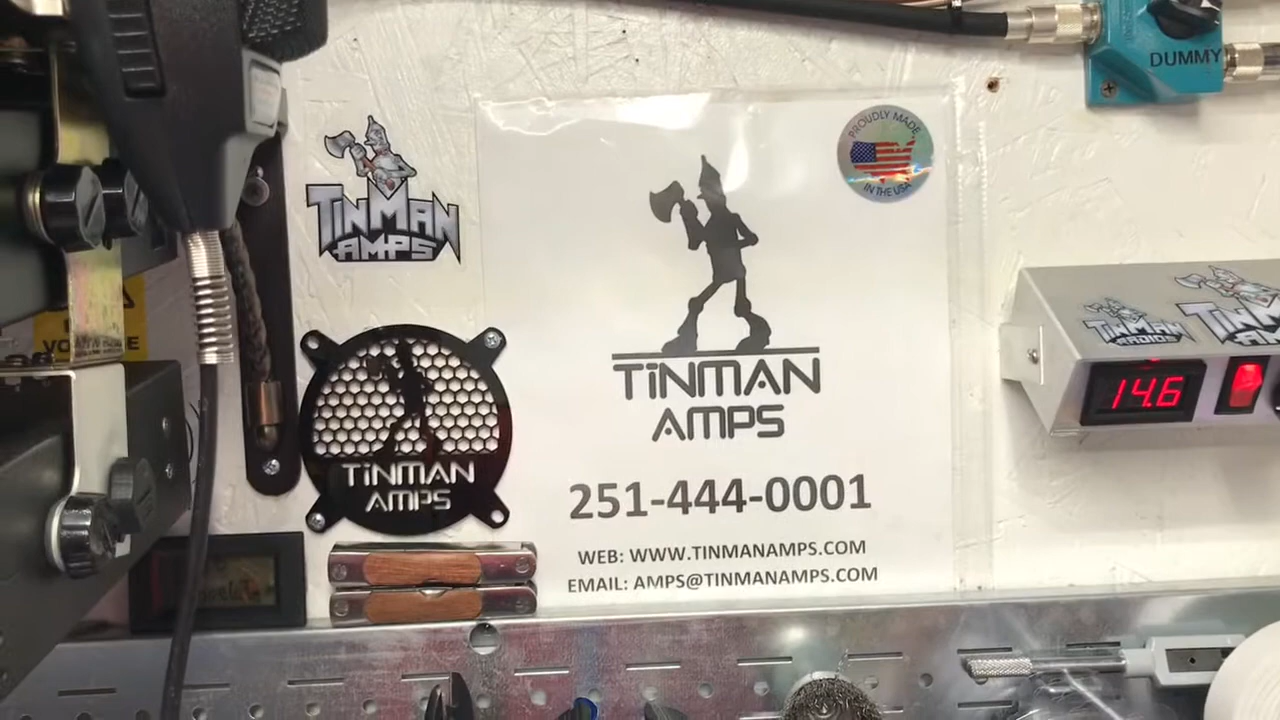 DUMMY
PROUDLY MADE
IN THE USA
TINMAN
AMPS
TINMAN
AMPS
251-444-0001
WEB: WWW.TINMANAMPS.COM
EMAIL: AMPS@TINMANAMPS.COM
TINMAN
AMPS
TINMAN
RADIOS
14.6